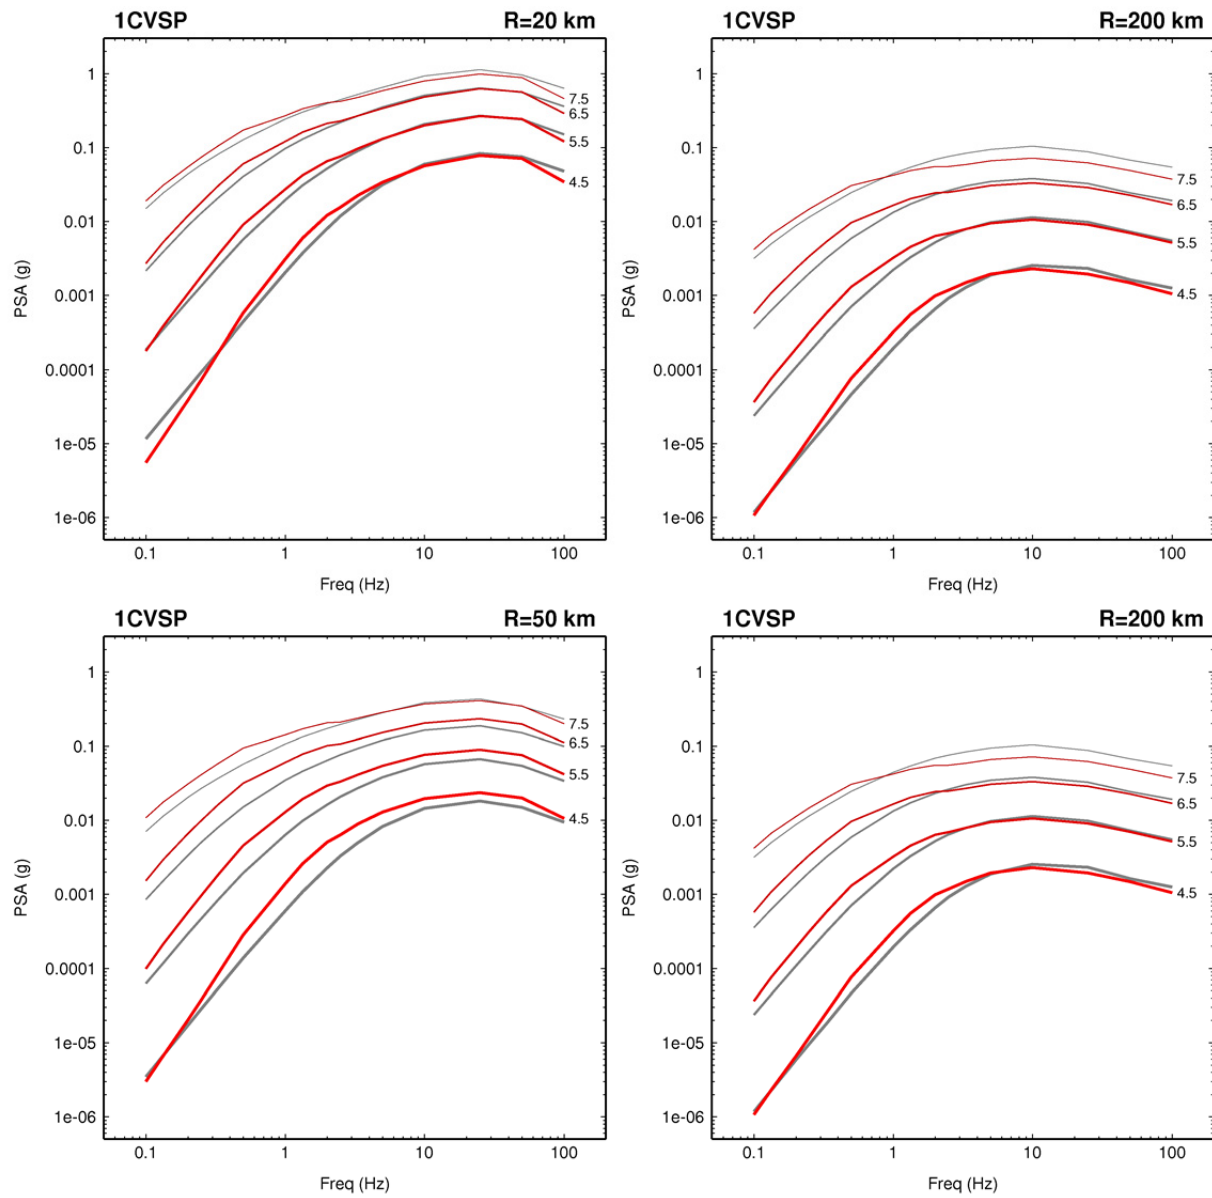 1CVSP R=20 km
1
0.1
0.01
0.001
0.0001
1e-05
1e-06
PSA (g)
7.5
6.5
5.5
4.5
0.1 1 10 100
Freq (Hz)
1CVSP R=200 km
1
0.1
0.01
0.001
0.0001
1e-05
1e-06
PSA (g)
7.5
6.5
5.5
4.5
0.1 1 10 100
Freq (Hz)
1CVSP R=50 km
1
0.1
0.01
0.001
0.0001
1e-05
1e-06
PSA (g)
7.5
6.5
5.5
4.5
0.1 1 10 100
Freq (Hz)
1CVSP R=200 km
1
0.1
0.01
0.001
0.0001
1e-05
1e-06
PSA (g)
7.5
6.5
5.5
4.5
0.1 1 10 100
Freq (Hz)